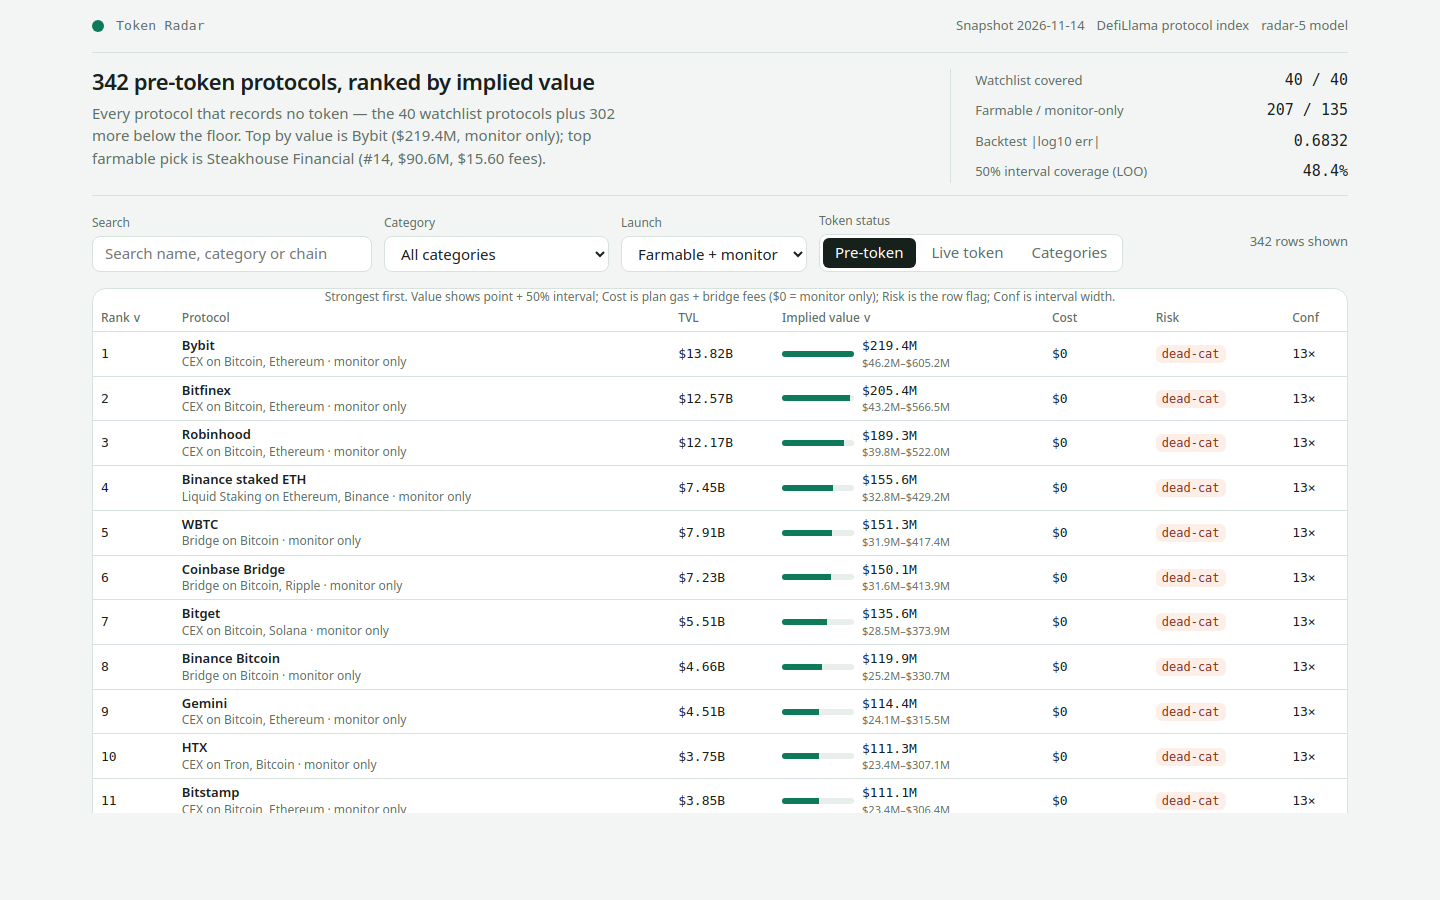 Token Radar
Snapshot 2026-11-14 DefiLlama protocol index radar-5 model
342 pre-token protocols, ranked by implied value
Every protocol that records no token — the 40 watchlist protocols plus 302
more below the floor. Top by value is Bybit ($219.4M, monitor only); top
farmable pick is Steakhouse Financial (#14, $90.6M, $15.60 fees).
Watchlist covered 40 / 40
Farmable / monitor-only 207 / 135
Backtest |log10 err| 0.6832
50% interval coverage (LOO) 48.4%
Search Category Launch Token status
Search name, category or chain All categories Farmable + monitor Pre-token Live token Categories 342 rows shown
Strongest first. Value shows point + 50% interval; Cost is plan gas + bridge fees ($0 = monitor only); Risk is the row flag; Conf is interval width.
Rank v Protocol TVL Implied value v Cost Risk Conf
1 Bybit $13.82B $219.4M $0 dead-cat 13×
CEX on Bitcoin, Ethereum · monitor only $46.2M–$605.2M
2 Bitfinex $12.57B $205.4M $0 dead-cat 13×
CEX on Bitcoin, Ethereum · monitor only $43.2M–$566.5M
3 Robinhood $12.17B $189.3M $0 dead-cat 13×
CEX on Bitcoin, Ethereum · monitor only $39.8M–$522.0M
4 Binance staked ETH $7.45B $155.6M $0 dead-cat 13×
Liquid Staking on Ethereum, Binance · monitor only $32.8M–$429.2M
5 WBTC $7.91B $151.3M $0 dead-cat 13×
Bridge on Bitcoin · monitor only $31.9M–$417.4M
6 Coinbase Bridge $7.23B $150.1M $0 dead-cat 13×
Bridge on Bitcoin, Ripple · monitor only $31.6M–$413.9M
7 Bitget $5.51B $135.6M $0 dead-cat 13×
CEX on Bitcoin, Solana · monitor only $28.5M–$373.9M
8 Binance Bitcoin $4.66B $119.9M $0 dead-cat 13×
Bridge on Bitcoin · monitor only $25.2M–$330.7M
9 Gemini $4.51B $114.4M $0 dead-cat 13×
CEX on Bitcoin, Ethereum · monitor only $24.1M–$315.5M
10 HTX $3.75B $111.3M $0 dead-cat 13×
CEX on Tron, Bitcoin · monitor only $23.4M–$307.1M
11 Bitstamp $3.85B $111.1M $0 dead-cat 13×
CEX on Bitcoin, Ethereum · monitor only $23.4M–$306.4M